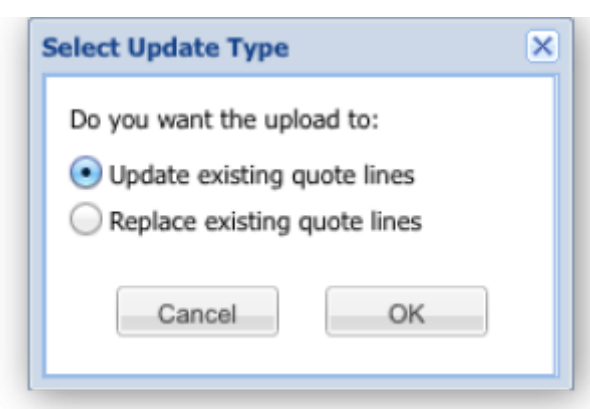 Select Update Type
Do you want the upload to:
Update existing quote lines
Replace existing quote lines
Cancel OK